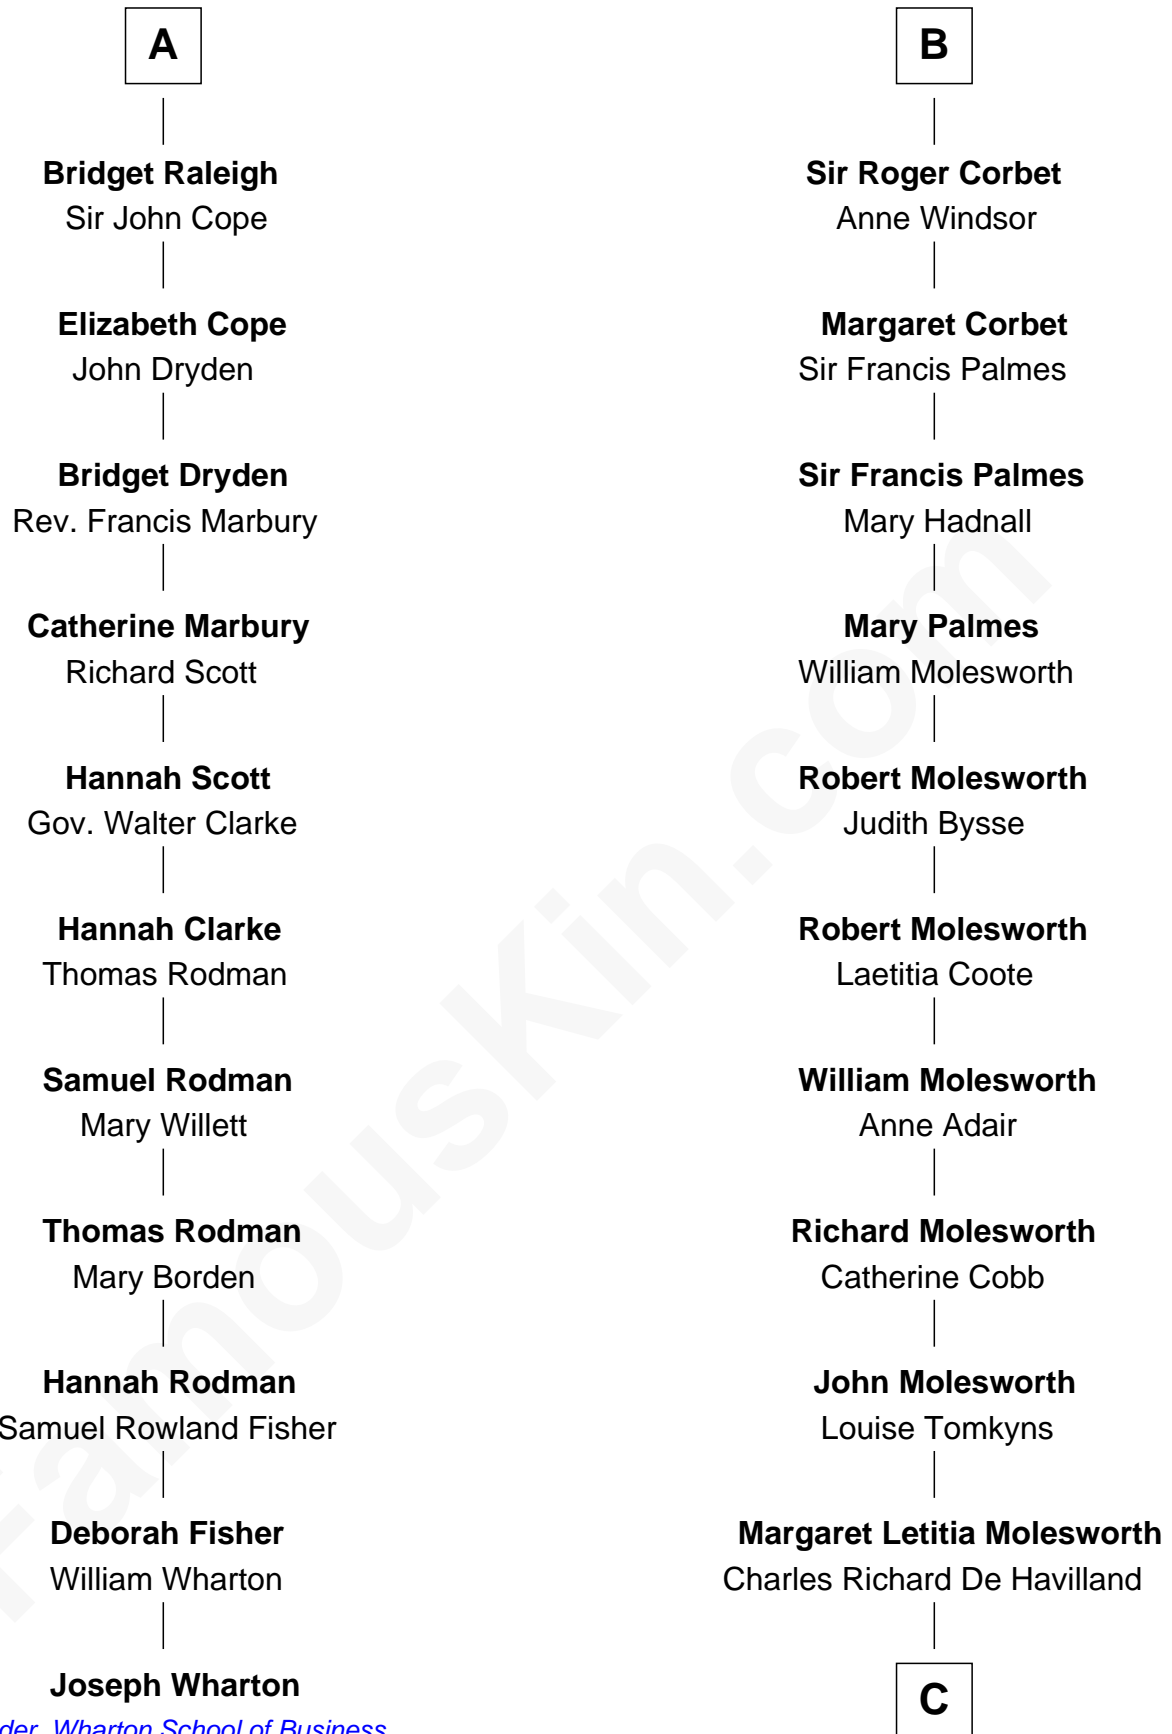 A
Bridget Raleigh
Sir John Cope
Elizabeth Cope
John Dryden
Bridget Dryden
Rev. Francis Marbury
Catherine Marbury
Richard Scott
Hannah Scott
Gov. Walter Clarke
Hannah Clarke
Thomas Rodman
Samuel Rodman
Mary Willett
Thomas Rodman
Mary Borden
Hannah Rodman
Samuel Rowland Fisher
Deborah Fisher
William Wharton
Joseph Wharton
Wharton School of Business
B
Sir Roger Corbet
Anne Windsor
Margaret Corbet
Sir Francis Palmes
Sir Francis Palmes
Mary Hadnall
Mary Palmes
William Molesworth
Robert Molesworth
Judith Bysse
Robert Molesworth
Laetitia Coote
William Molesworth
Anne Adair
Richard Molesworth
Catherine Cobb
John Molesworth
Louise Tomkyns
Margaret Letitia Molesworth
Charles Richard De Havilland
C
FamousKin.com